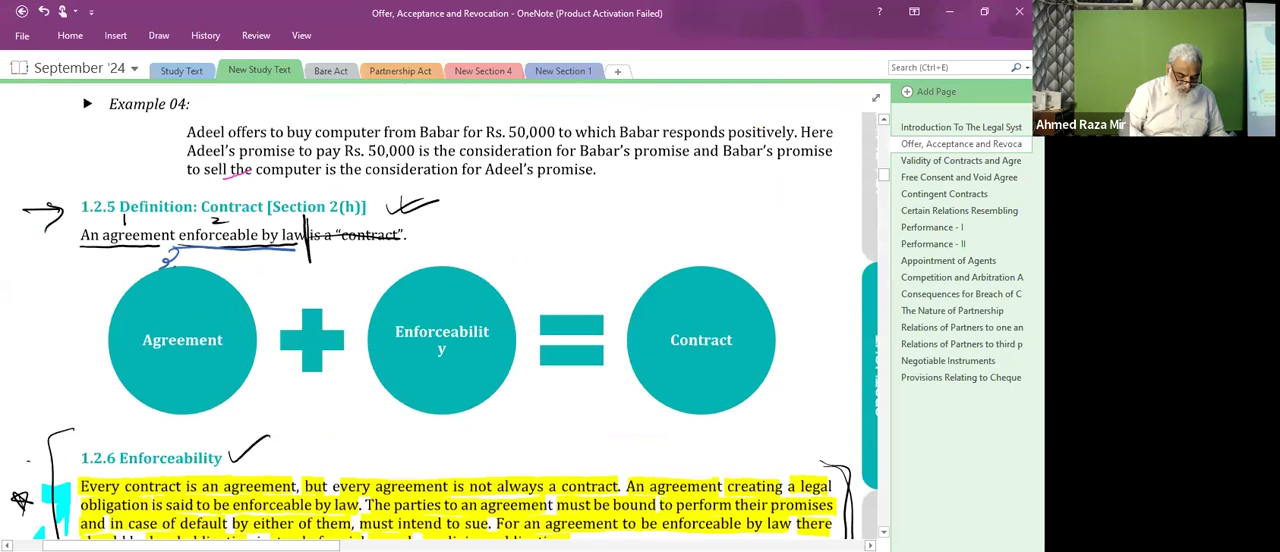 Offer, Acceptance and Revocation - OneNote (Product Activation Failed)
?
File Home Insert Draw History Review View
September '24
Study Text
New Study Text
Bare Act
Partnership Act
New Section 4
New Section 1
Search (Ctrl+E)
Add Page
Introduction To The Legal Syst
Offer, Acceptance and Revoca
Validity of Contracts and Agre
Free Consent and Void Agree
Contingent Contracts
Certain Relations Resembling
Performance - I
Performance - II
Appointment of Agents
Competition and Arbitration A
Consequences for Breach of C
The Nature of Partnership
Relations of Partners to one an
Relations of Partners to third p
Negotiable Instruments
Provisions Relating to Cheque
Ahmed Raza Mir
Example 04:
Adeel offers to buy computer from Babar for Rs. 50,000 to which Babar responds positively. Here
Adeel's promise to pay Rs. 50,000 is the consideration for Babar's promise and Babar's promise
to sell the computer is the consideration for Adeel's promise.
1.2.5 Definition: Contract [Section 2(h)]
1 2
An agreement enforceable by law is a "contract".
Agreement
Enforceabilit
y
Contract
1.2.6 Enforceability
Every contract is an agreement, but every agreement is not always a contract. An agreement creating a legal
obligation is said to be enforceable by law. The parties to an agreement must be bound to perform their promises
and in case of default by either of them, must intend to sue. For an agreement to be enforceable by law there